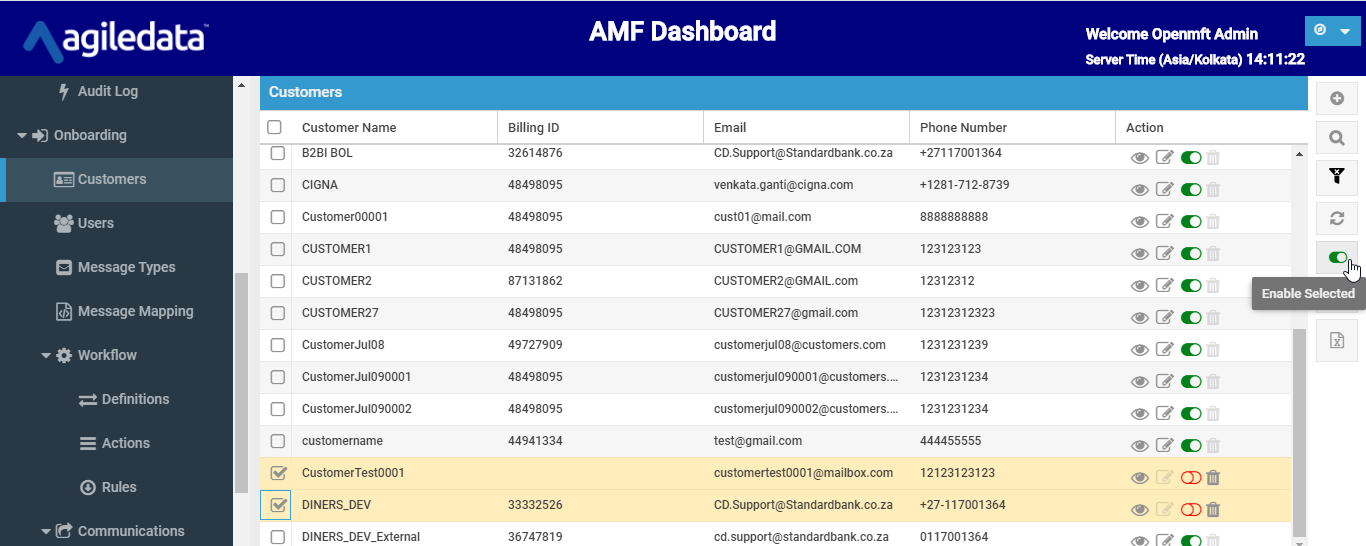 agiledata™
AMF Dashboard
Welcome Openmft Admin
Server Time (Asia/Kolkata) 14:11:22
Audit Log
Onboarding
Customers
Users
Message Types
Message Mapping
Workflow
Definitions
Actions
Rules
Communications
Customers
Customer Name Billing ID Email Phone Number Action
B2BI BOL 32614876 CD.Support@Standardbank.co.za +27117001364
CIGNA 48498095 venkata.ganti@cigna.com +1281-712-8739
Customer00001 48498095 cust01@mail.com 8888888888
CUSTOMER1 48498095 CUSTOMER1@GMAIL.COM 123123123
CUSTOMER2 87131862 CUSTOMER2@GMAIL.com 12312312
CUSTOMER27 48498095 CUSTOMER27@gmail.com 12312312323
CustomerJul08 49727909 customerjul08@customers.com 1231231239
CustomerJul090001 48498095 customerjul090001@customers.... 1231231234
CustomerJul090002 48498095 customerjul090002@customers.... 1231231234
customername 44941334 test@gmail.com 444455555
CustomerTest0001 customertest0001@mailbox.com 12123123123
DINERS_DEV 33332526 CD.Support@Standardbank.co.za +27-117001364
DINERS_DEV_External 36747819 cd.support@standardbank.co.za 0117001364
Enable Selected